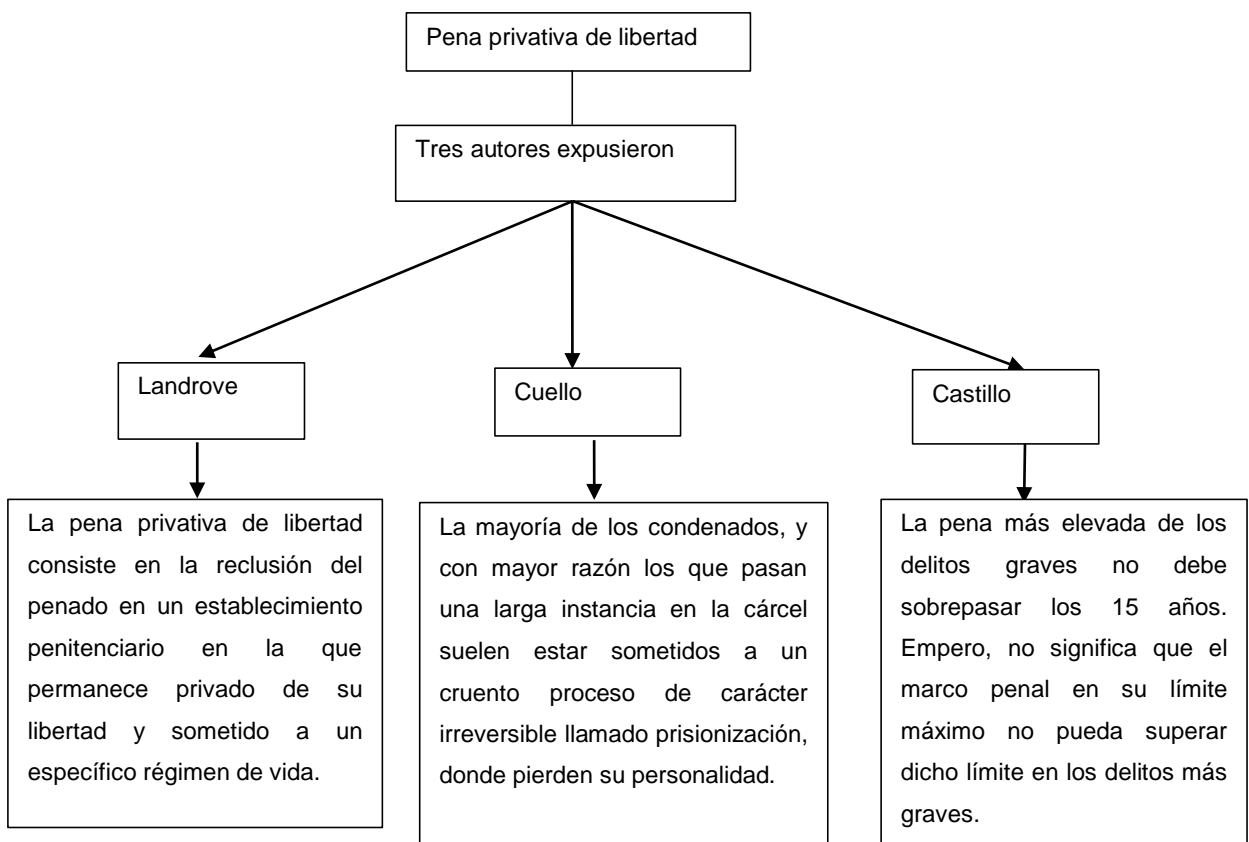 Pena privativa de libertad
Tres autores expusieron
Landrove
Cuello
Castillo
La pena privativa de libertad
consiste en la reclusión del
penado en un establecimiento
penitenciario en la que
permanece privado de su
libertad y sometido a un
específico régimen de vida.
La mayoría de los condenados, y
con mayor razón los que pasan
una larga instancia en la cárcel
suelen estar sometidos a un
cruento proceso de carácter
irreversible llamado prisionización,
donde pierden su personalidad.
La pena más elevada de los
delitos graves no debe
sobrepasar los 15 años.
Empero, no significa que el
marco penal en su límite
máximo no pueda superar
dicho límite en los delitos más
graves.